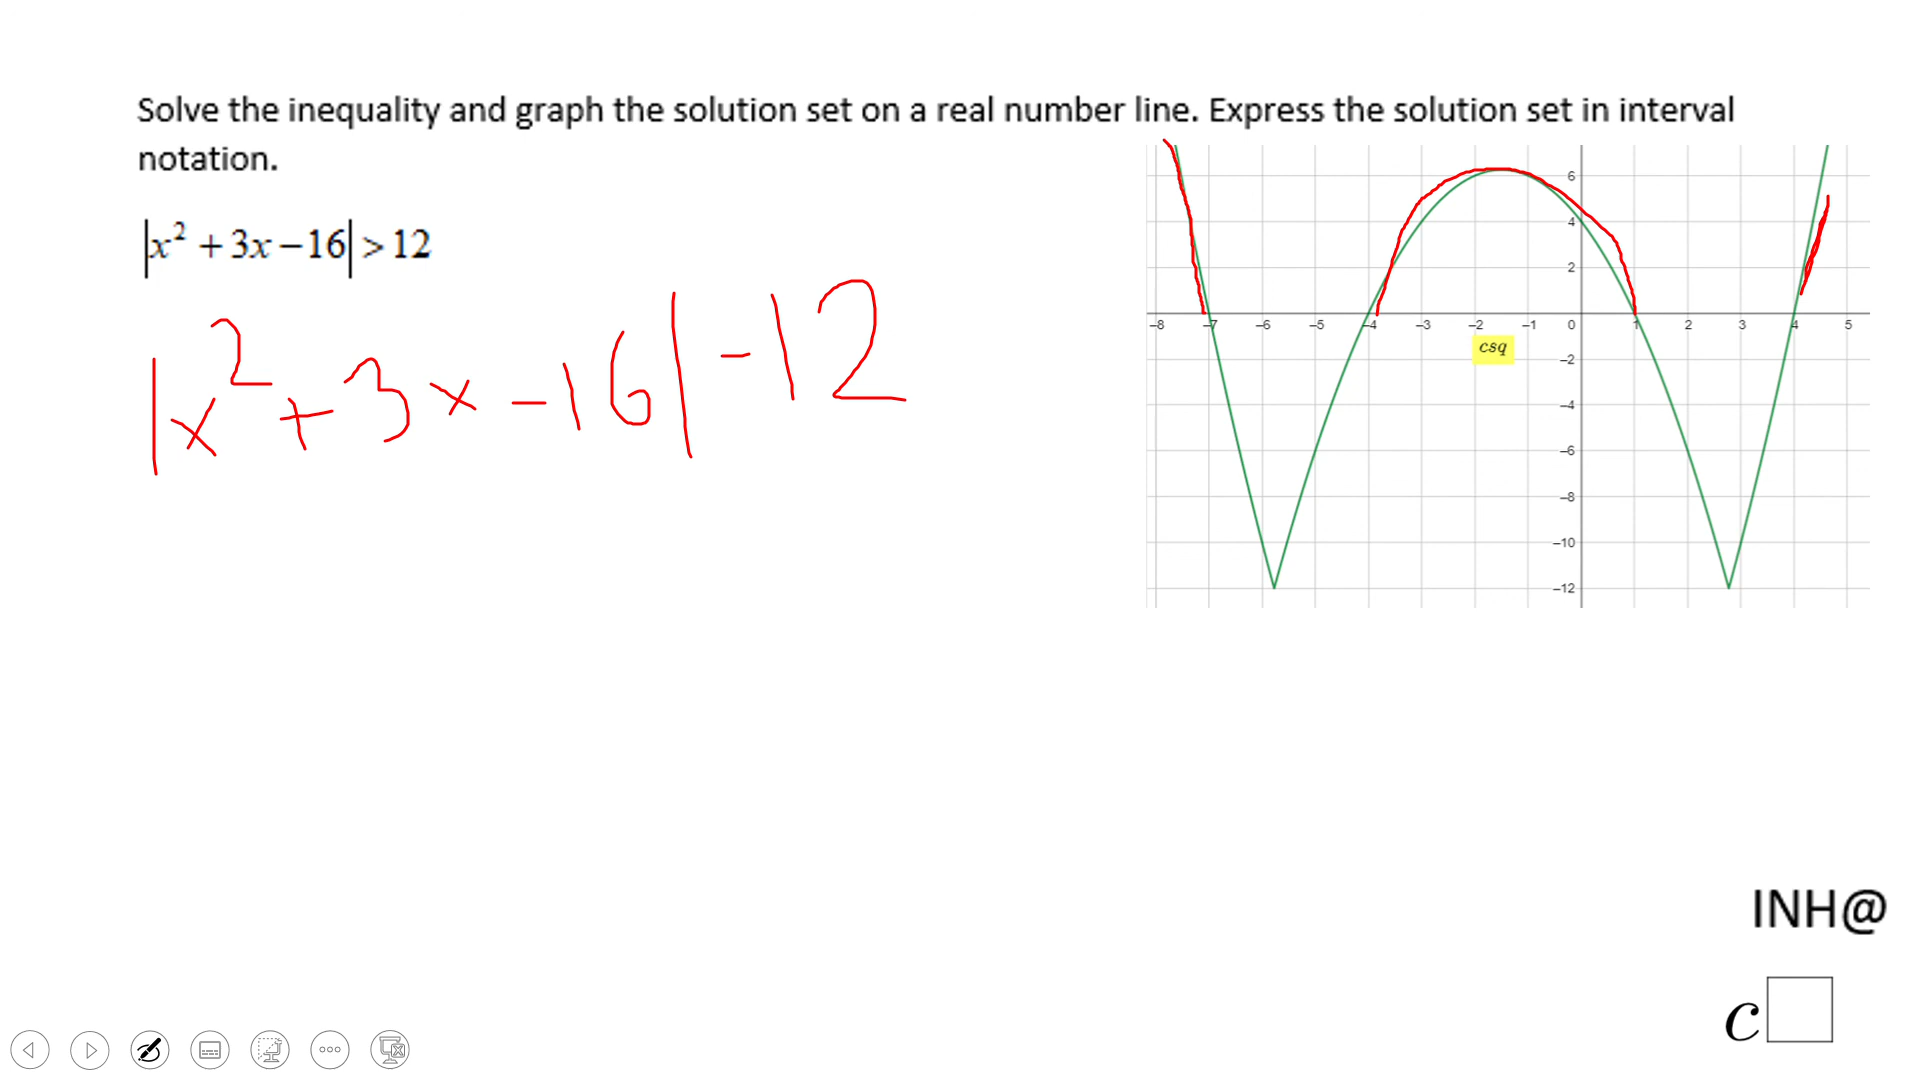 Solve the inequality and graph the solution set on a real number line. Express the solution set in interval
notation.
|x² + 3x – 16| > 12
|x² + 3x - 16| - 12
6
4
2
–8 –7 –6 –5 –4 –3 –2 –1 0 1 2 3 4 5
csq
–2
–4
–6
–8
–10
–12
INH@
c